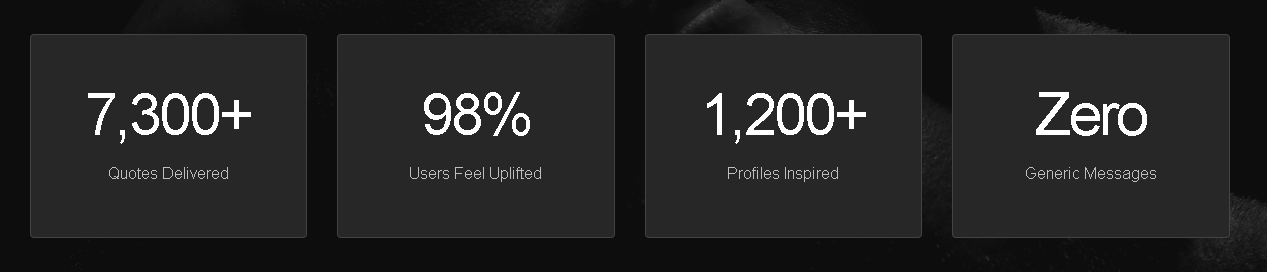 7,300+
Quotes Delivered
98%
Users Feel Uplifted
1,200+
Profiles Inspired
Zero
Generic Messages